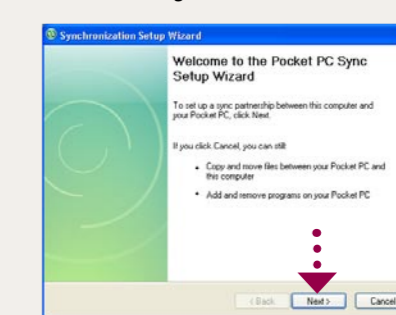 Synchronization Setup Wizard
Welcome to the Pocket PC Sync
Setup Wizard
To set up a sync partnership between this computer and
your Pocket PC, click Next.
If you click Cancel, you can still:
• Copy and move files between your Pocket PC and
this computer
• Add and remove programs on your Pocket PC
< Back
Next >
Cancel